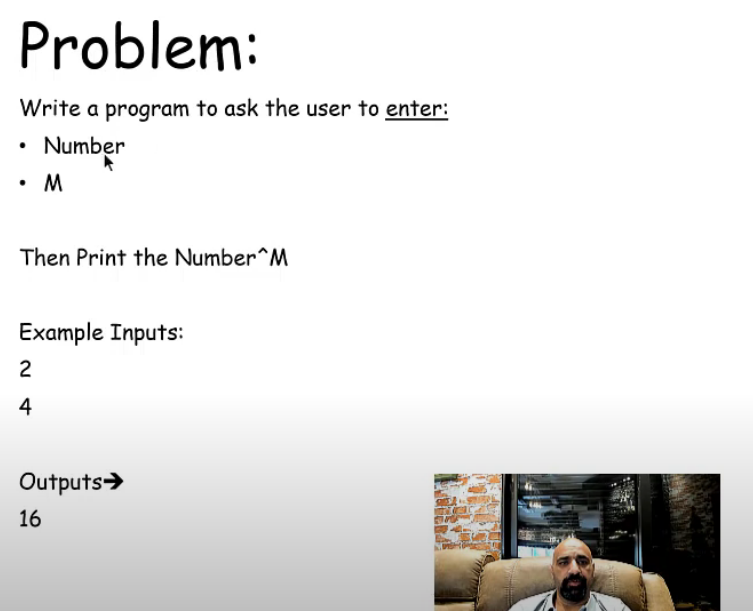 Problem:
Write a program to ask the user to enter:
• Number
• M
Then Print the Number^M
Example Inputs:
2
4
Outputs➔
16